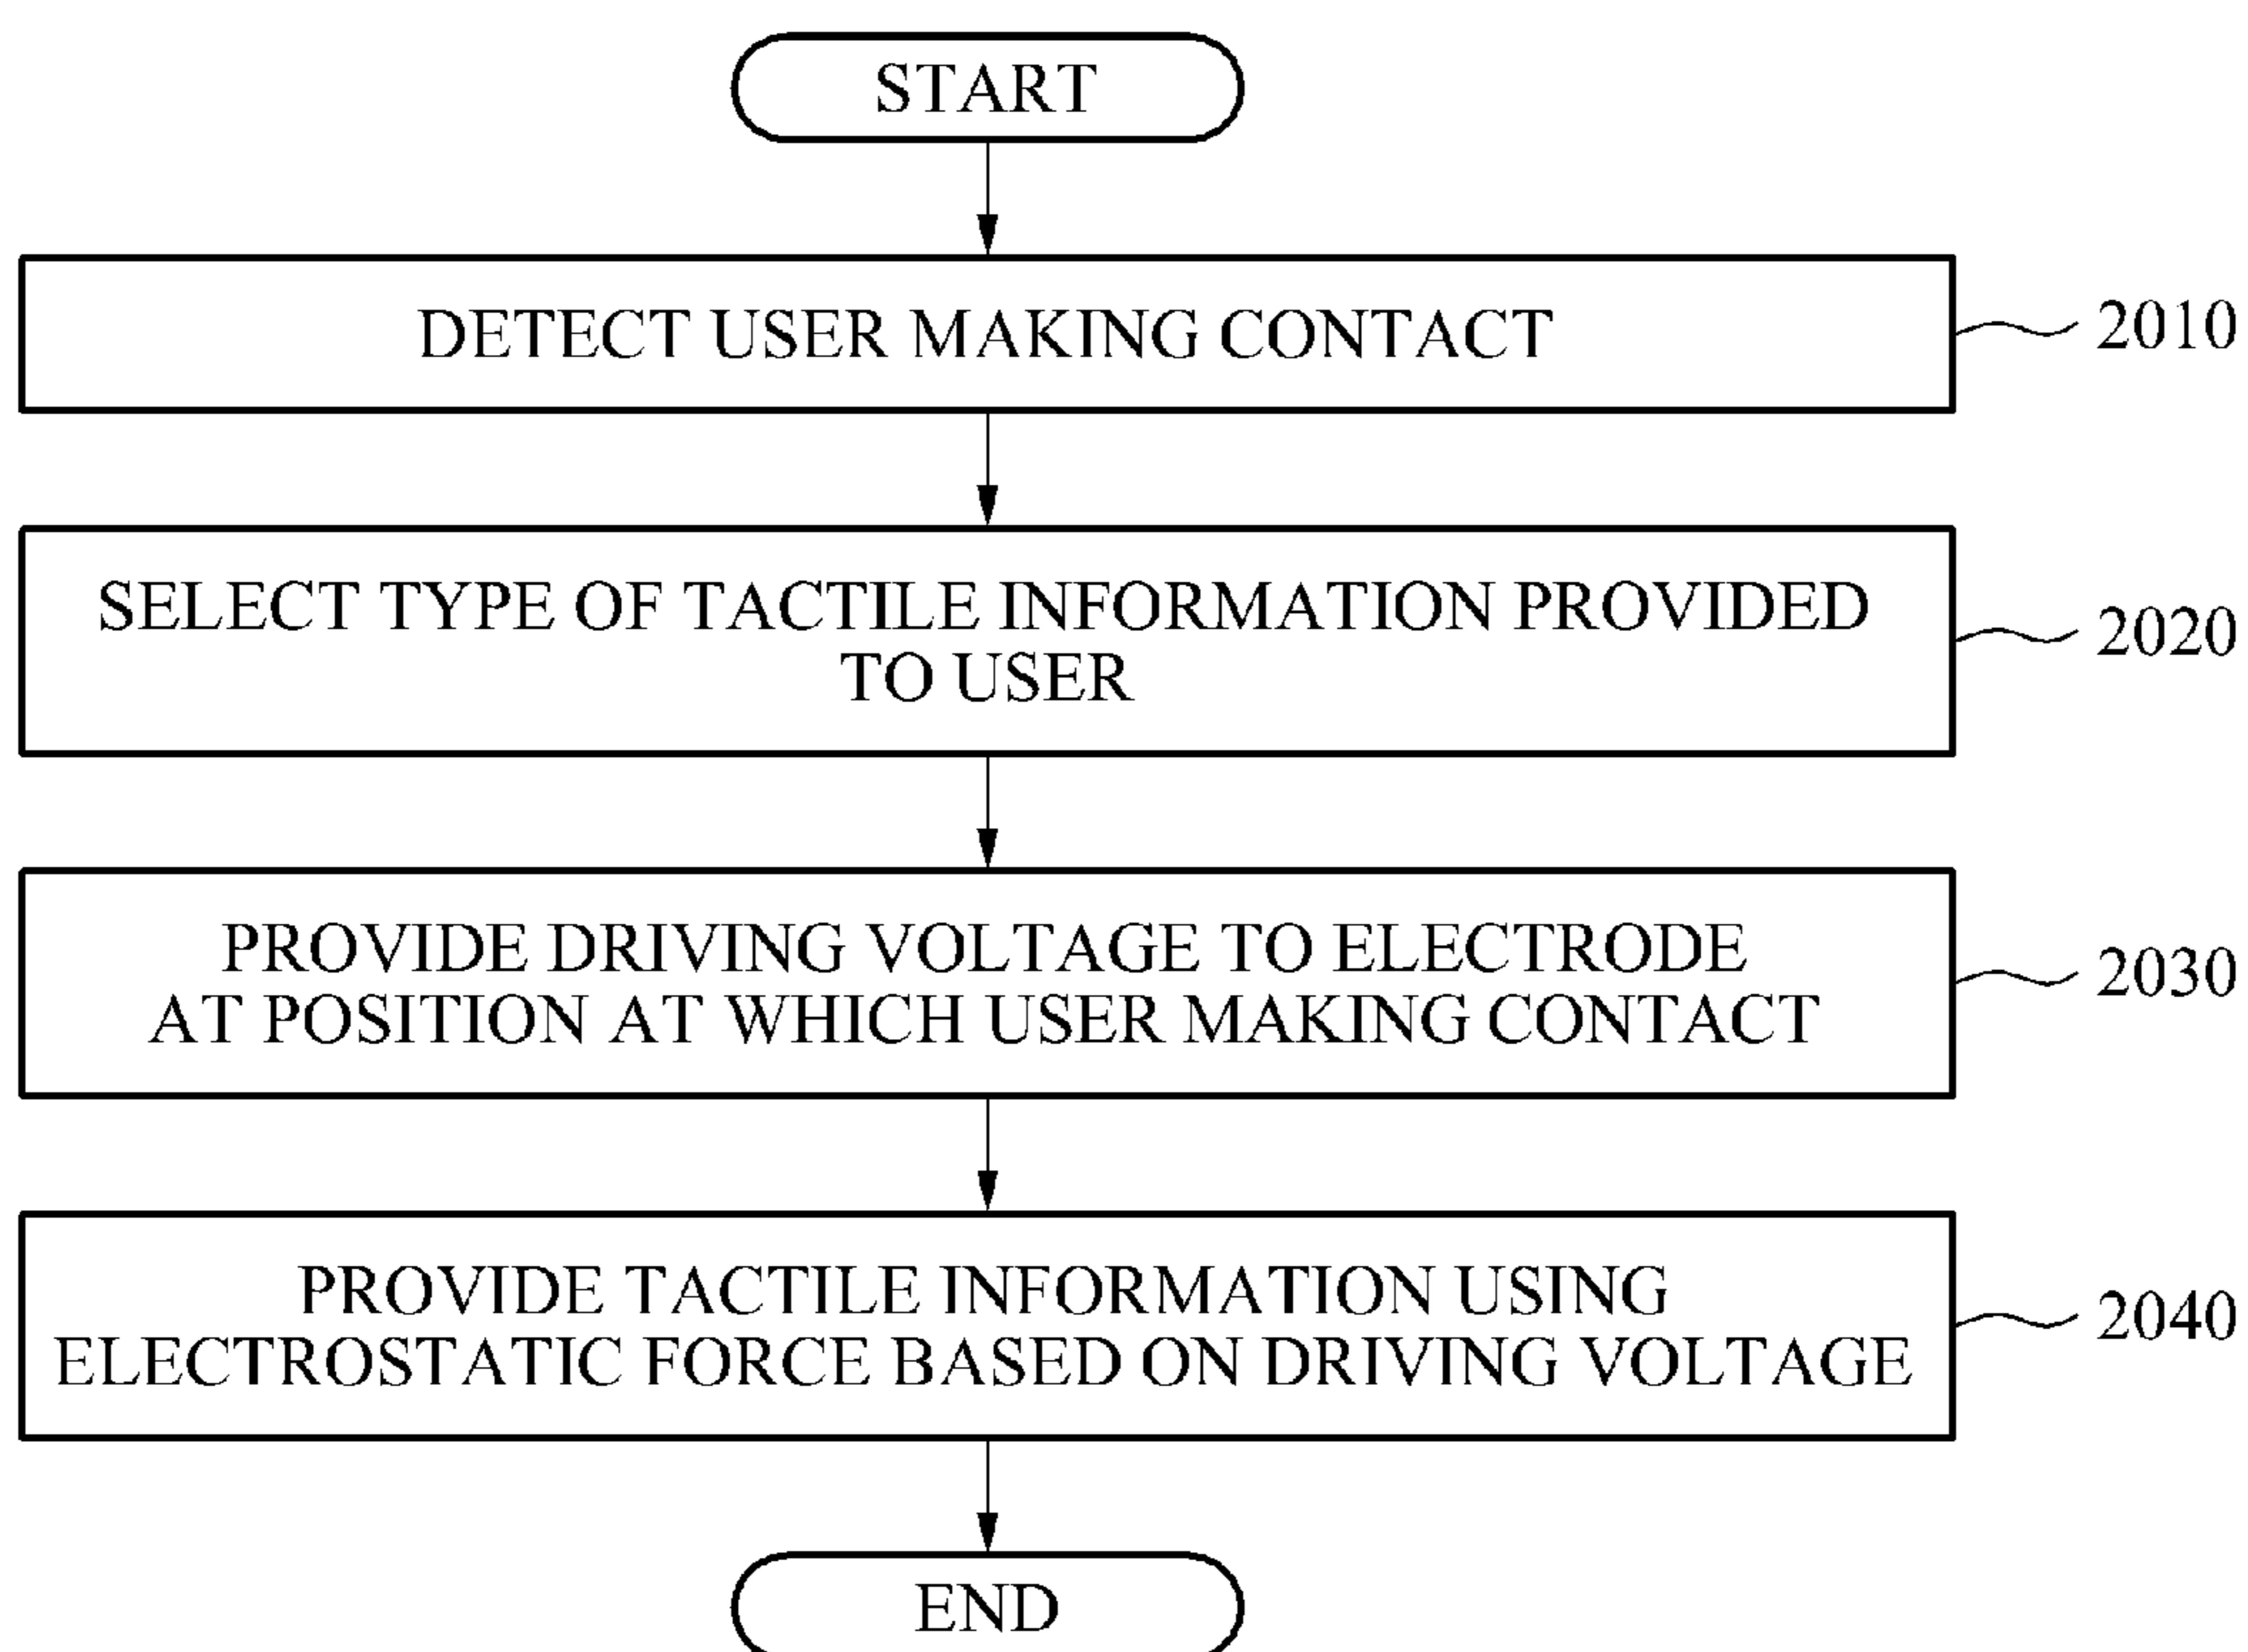 START
DETECT USER MAKING CONTACT
2010
SELECT TYPE OF TACTILE INFORMATION PROVIDED
TO USER
2020
PROVIDE DRIVING VOLTAGE TO ELECTRODE
AT POSITION AT WHICH USER MAKING CONTACT
2030
PROVIDE TACTILE INFORMATION USING
ELECTROSTATIC FORCE BASED ON DRIVING VOLTAGE
2040
END